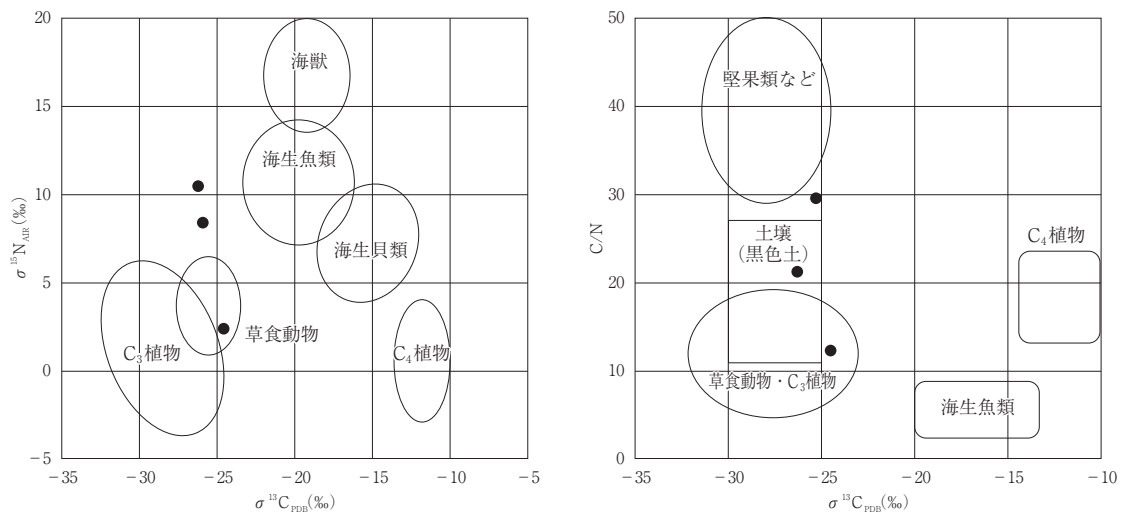 20
15
10
5
0
−5
σ ¹⁵N_AIR(‰)
海獣
海生魚類
海生貝類
草食動物
C₃植物
C₄植物
−35
−30
−25
−20
−15
−10
−5
σ ¹³C_PDB(‰)
50
40
30
20
10
0
C/N
堅果類など
土壌
(黒色土)
C₄植物
草食動物・C₃植物
海生魚類
−35
−30
−25
−20
−15
−10
σ ¹³C_PDB(‰)